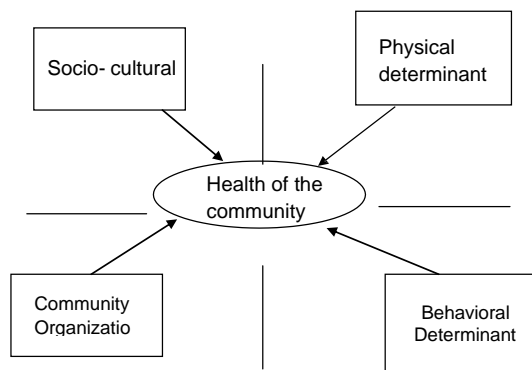 Socio- cultural
Physical
determinant
Health of the
community
Community
Organizatio
Behavioral
Determinant